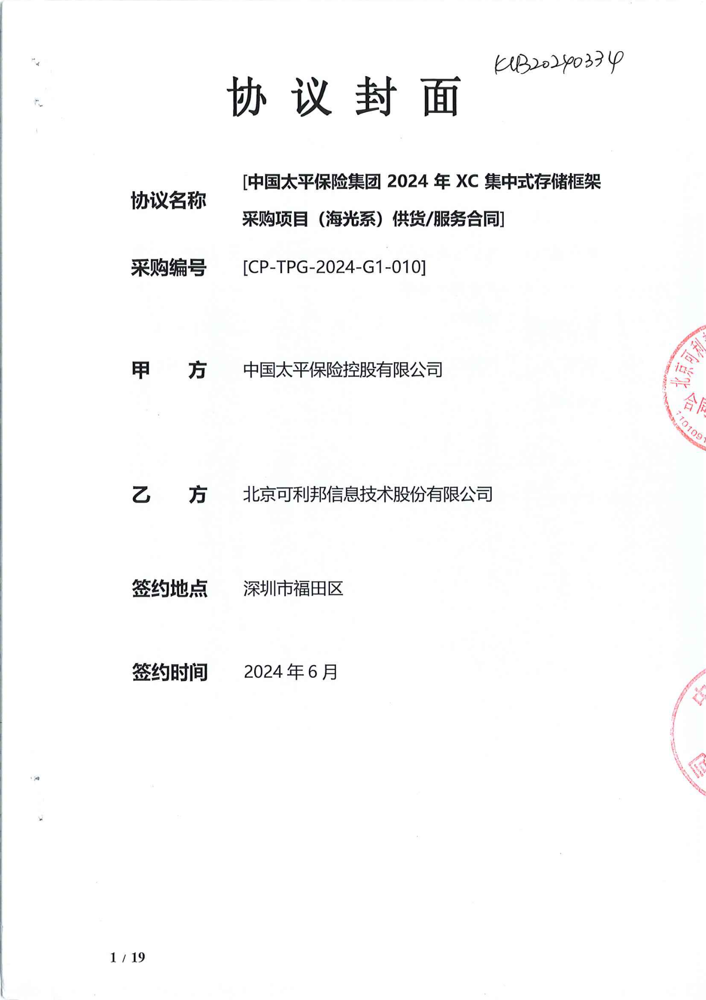 KLB20240334
协议封面
协议名称
[中国太平保险集团 2024 年 XC 集中式存储框架
采购项目（海光系）供货/服务合同]
采购编号 [CP-TPG-2024-G1-010]
甲 方 中国太平保险控股有限公司
北京可利
合同
1101091
乙 方 北京可利邦信息技术股份有限公司
签约地点 深圳市福田区
签约时间 2024 年 6 月
中
1 / 19